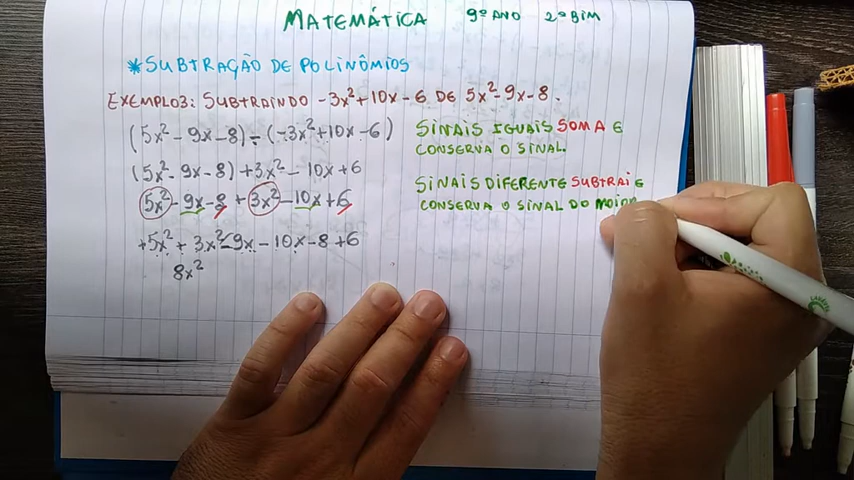 MATEMÁTICA 9º ANO 2º BIM
*SUBTRAÇÃO DE POLINÔMIOS
EXEMPLO3: SUBTRAINDO -3x²+10x-6 DE 5x²-9x-8.
(5x²-9x-8)-(-3x²+10x-6)
(5x²-9x-8)+3x²-10x+6
5x²-9x-8+3x²-10x+6
+5x²+3x²-9x-10x-8+6
8x²
SINAIS IGUAIS SOMA E
CONSERVA O SINAL.
SINAIS DIFERENTE SUBTRAI E
CONSERVA O SINAL DO MAIOR